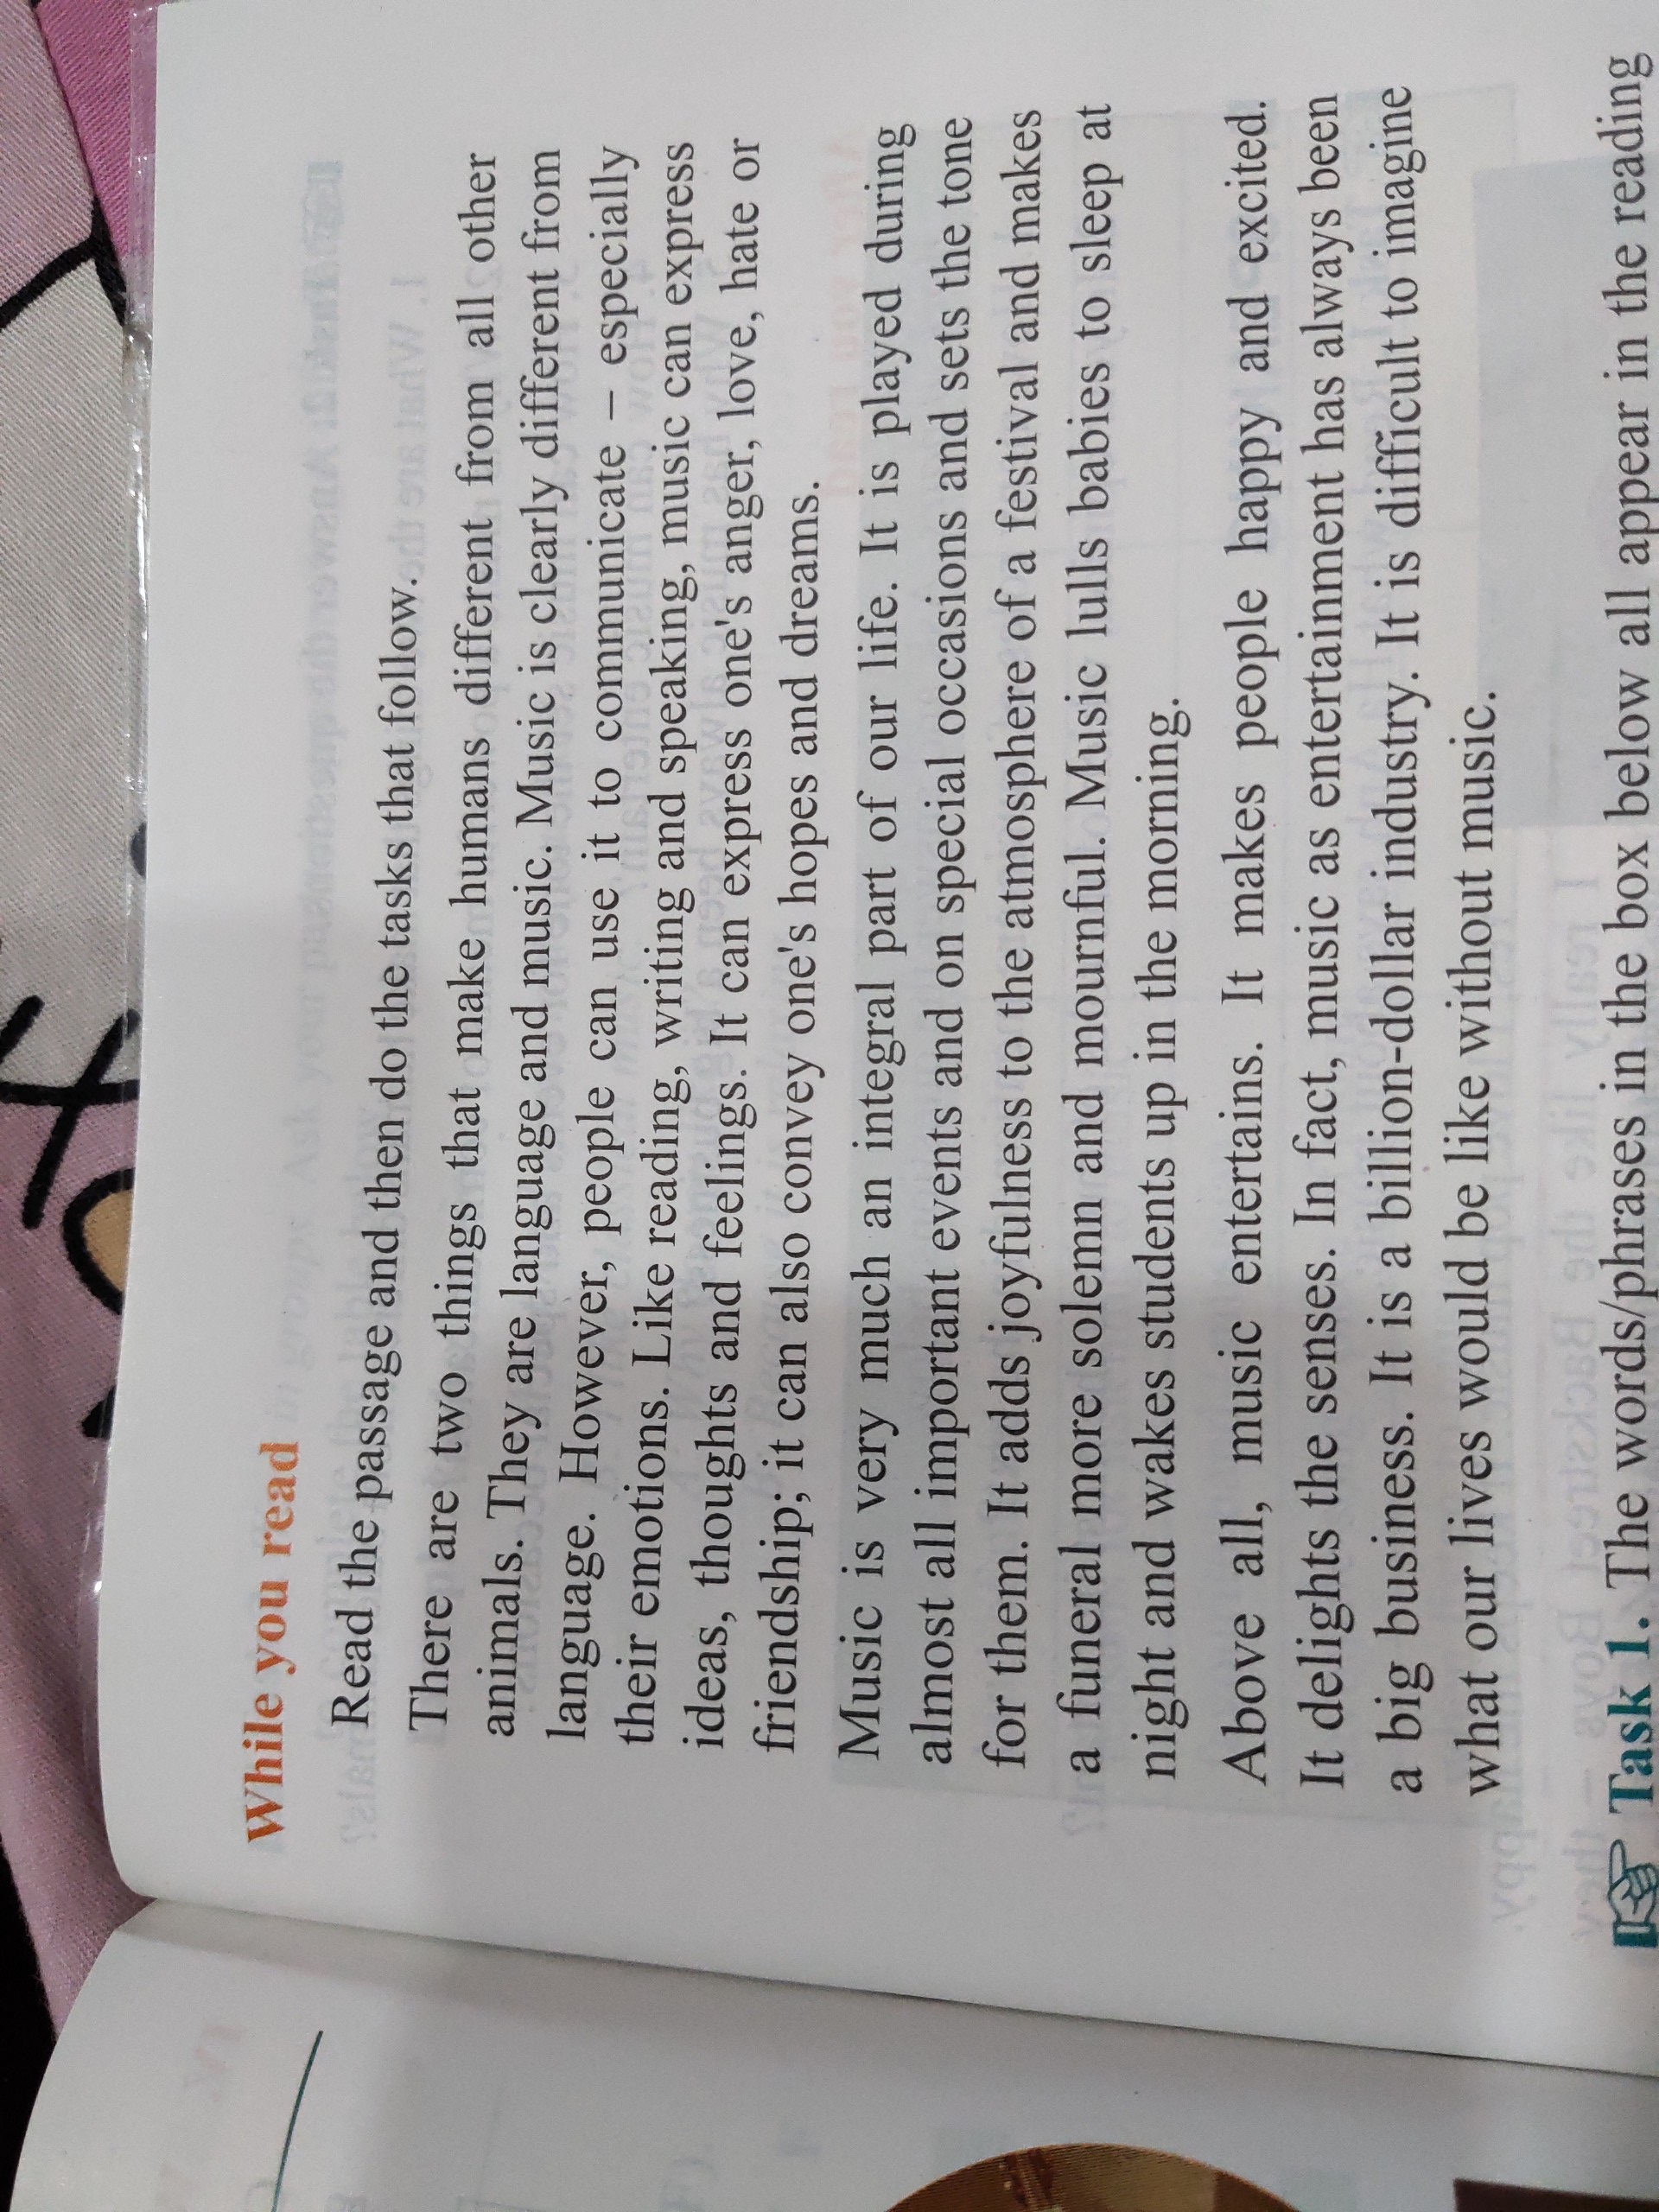 While you read
Read the passage and then do the tasks that follow.
There are two things that make humans different from all other
animals. They are language and music. Music is clearly different from
language. However, people can use it to communicate – especially
their emotions. Like reading, writing and speaking, music can express
ideas, thoughts and feelings. It can express one's anger, love, hate or
friendship; it can also convey one's hopes and dreams.
Music is very much an integral part of our life. It is played during
almost all important events and on special occasions and sets the tone
for them. It adds joyfulness to the atmosphere of a festival and makes
a funeral more solemn and mournful. Music lulls babies to sleep at
night and wakes students up in the morning.
Above all, music entertains. It makes people happy and excited.
It delights the senses. In fact, music as entertainment has always been
a big business. It is a billion-dollar industry. It is difficult to imagine
what our lives would be like without music.
Task 1. The words/phrases in the box below all appear in the reading